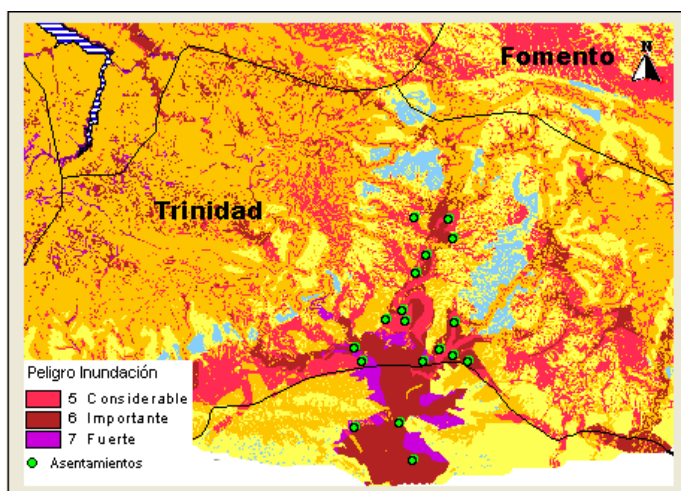 Fomento
N
Trinidad
Peligro Inundación
5 Considerable
6 Importante
7 Fuerte
Asentamientos